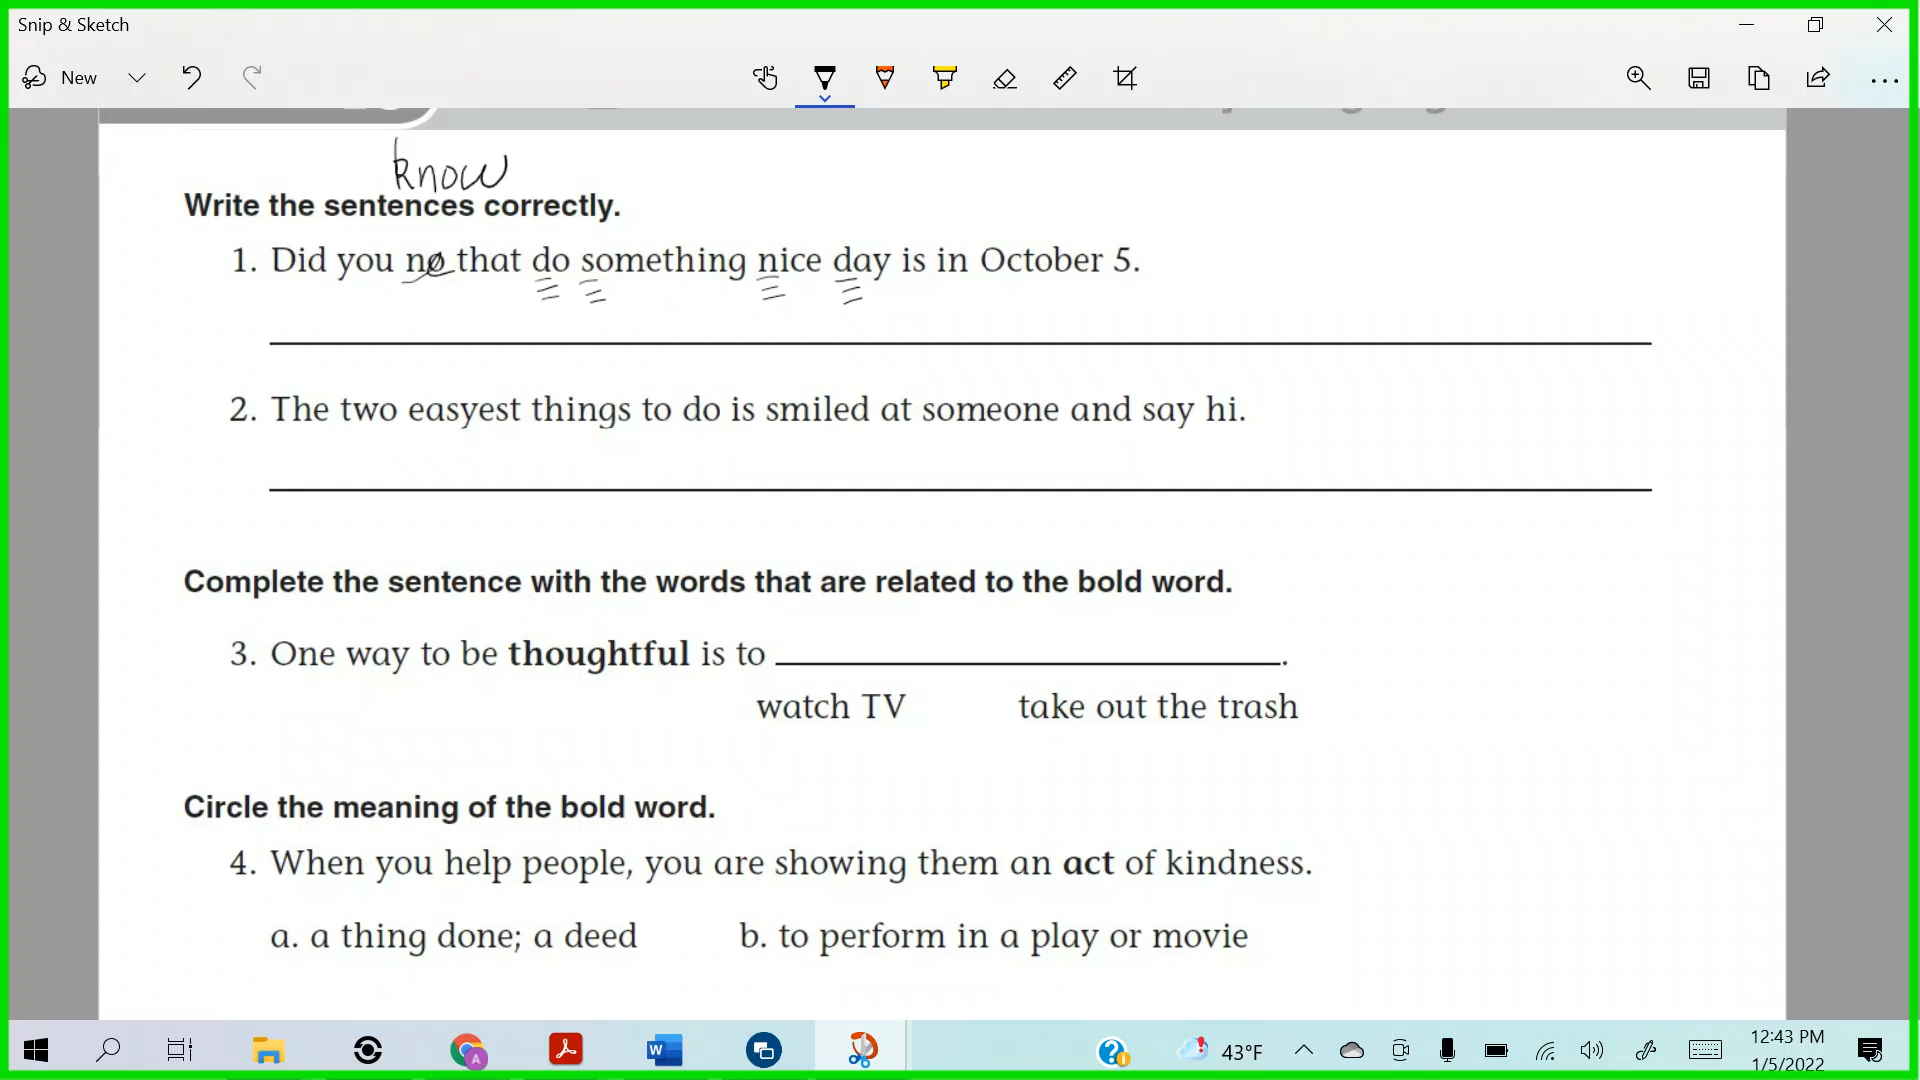 Snip & Sketch
New
know
Write the sentences correctly.
1. Did you no that do something nice day is in October 5.
2. The two easyest things to do is smiled at someone and say hi.
Complete the sentence with the words that are related to the bold word.
3. One way to be thoughtful is to ____________________.
watch TV take out the trash
Circle the meaning of the bold word.
4. When you help people, you are showing them an act of kindness.
a. a thing done; a deed b. to perform in a play or movie
43°F
12:43 PM
1/5/2022